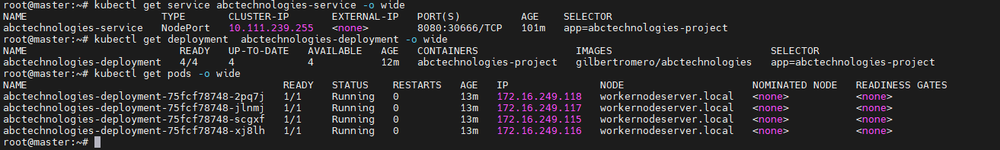 root@master:~# kubectl get service abctechnologies-service -o wide
NAME TYPE CLUSTER-IP EXTERNAL-IP PORT(S) AGE SELECTOR
abctechnologies-service NodePort 10.111.239.255 <none> 8080:30666/TCP 101m app=abctechnologies-project
root@master:~# kubectl get deployment abctechnologies-deployment -o wide
NAME READY UP-TO-DATE AVAILABLE AGE CONTAINERS IMAGES SELECTOR
abctechnologies-deployment 4/4 4 4 12m abctechnologies-project gilbertromero/abctechnologies app=abctechnologies-project
root@master:~# kubectl get pods -o wide
NAME READY STATUS RESTARTS AGE IP NODE NOMINATED NODE READINESS GATES
abctechnologies-deployment-75fcf78748-2pq7j 1/1 Running 0 13m 172.16.249.118 workernodeserver.local <none> <none>
abctechnologies-deployment-75fcf78748-jlnmj 1/1 Running 0 13m 172.16.249.117 workernodeserver.local <none> <none>
abctechnologies-deployment-75fcf78748-scgxf 1/1 Running 0 13m 172.16.249.115 workernodeserver.local <none> <none>
abctechnologies-deployment-75fcf78748-xj8lh 1/1 Running 0 13m 172.16.249.116 workernodeserver.local <none> <none>
root@master:~#